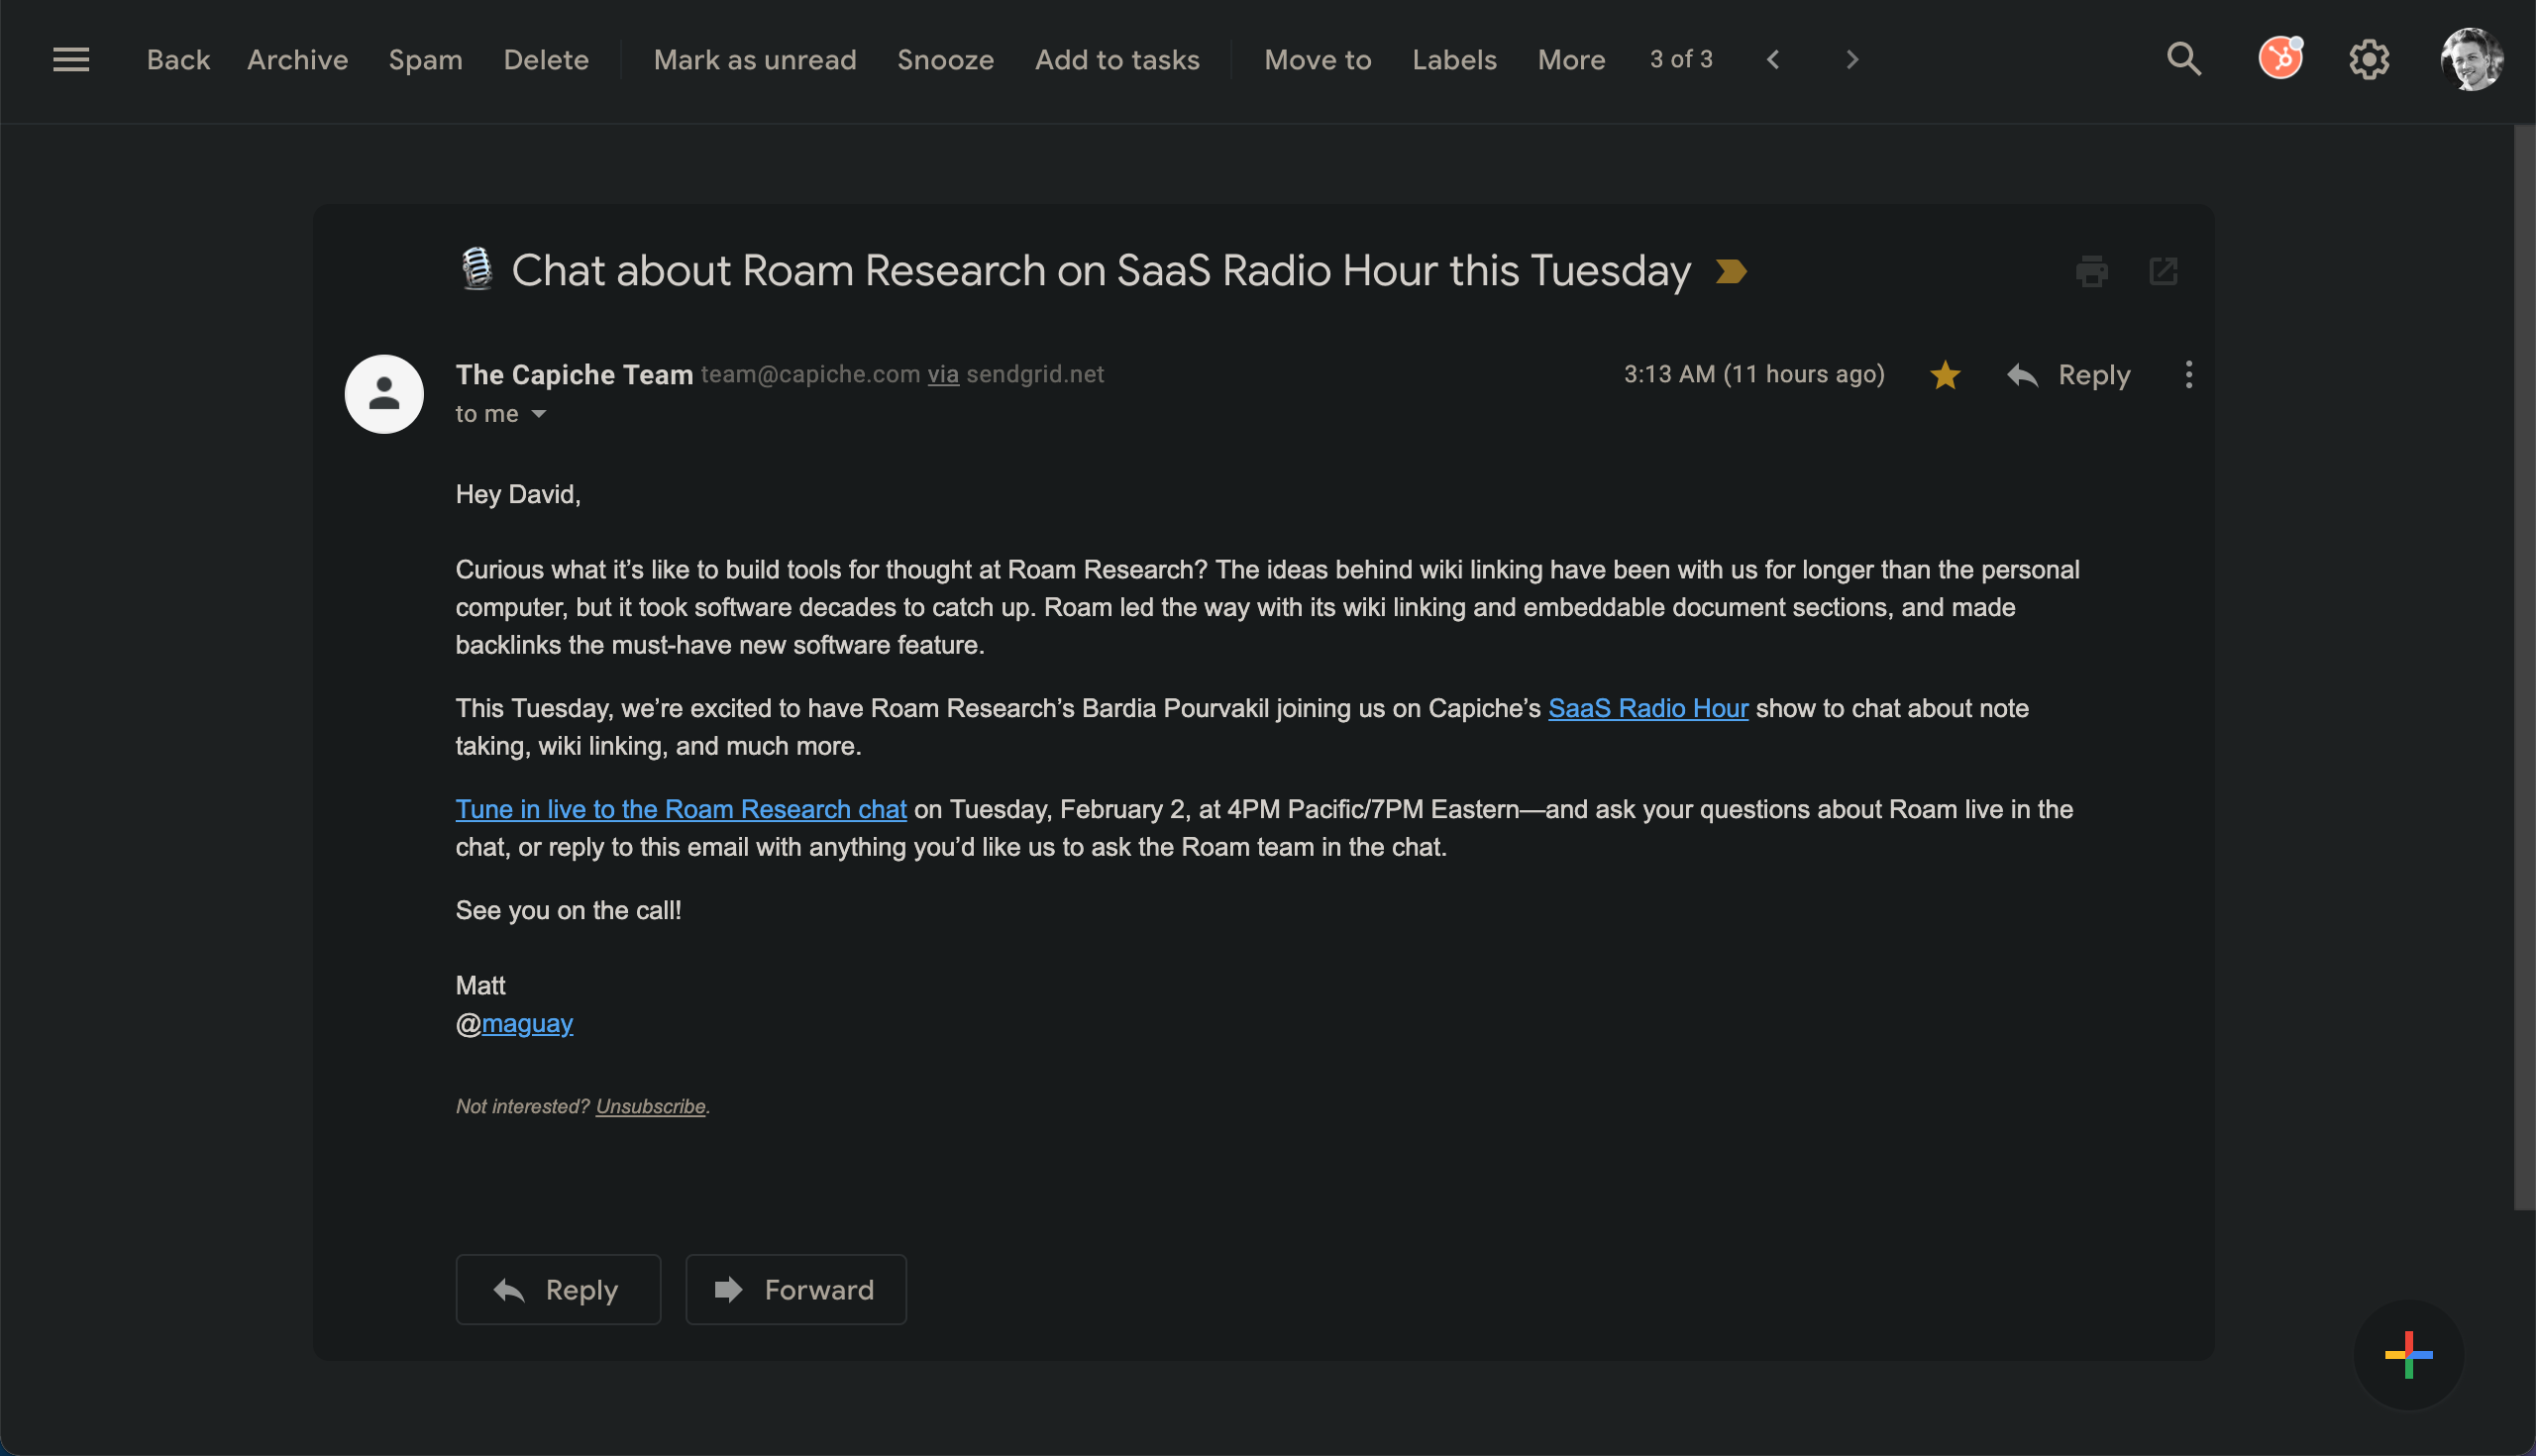 Back Archive Spam Delete Mark as unread Snooze Add to tasks Move to Labels More 3 of 3
Chat about Roam Research on SaaS Radio Hour this Tuesday
The Capiche Team team@capiche.com via sendgrid.net 3:13 AM (11 hours ago) Reply
to me
Hey David,
Curious what it’s like to build tools for thought at Roam Research? The ideas behind wiki linking have been with us for longer than the personal
computer, but it took software decades to catch up. Roam led the way with its wiki linking and embeddable document sections, and made
backlinks the must-have new software feature.
This Tuesday, we’re excited to have Roam Research’s Bardia Pourvakil joining us on Capiche’s SaaS Radio Hour show to chat about note
taking, wiki linking, and much more.
Tune in live to the Roam Research chat on Tuesday, February 2, at 4PM Pacific/7PM Eastern—and ask your questions about Roam live in the
chat, or reply to this email with anything you’d like us to ask the Roam team in the chat.
See you on the call!
Matt
@maguay
Not interested? Unsubscribe.
Reply Forward